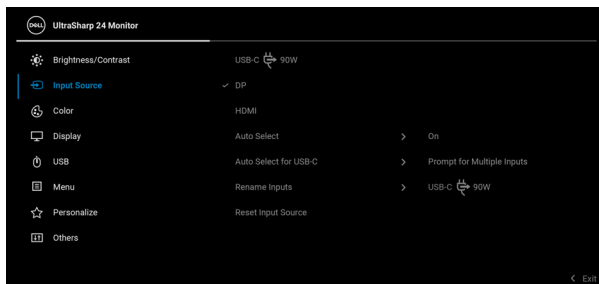 DELL UltraSharp 24 Monitor
Brightness/Contrast USB-C 90W
Input Source DP
Color HDMI
Display Auto Select On
USB Auto Select for USB-C Prompt for Multiple Inputs
Menu Rename Inputs USB-C 90W
Personalize Reset Input Source
Others
Exit